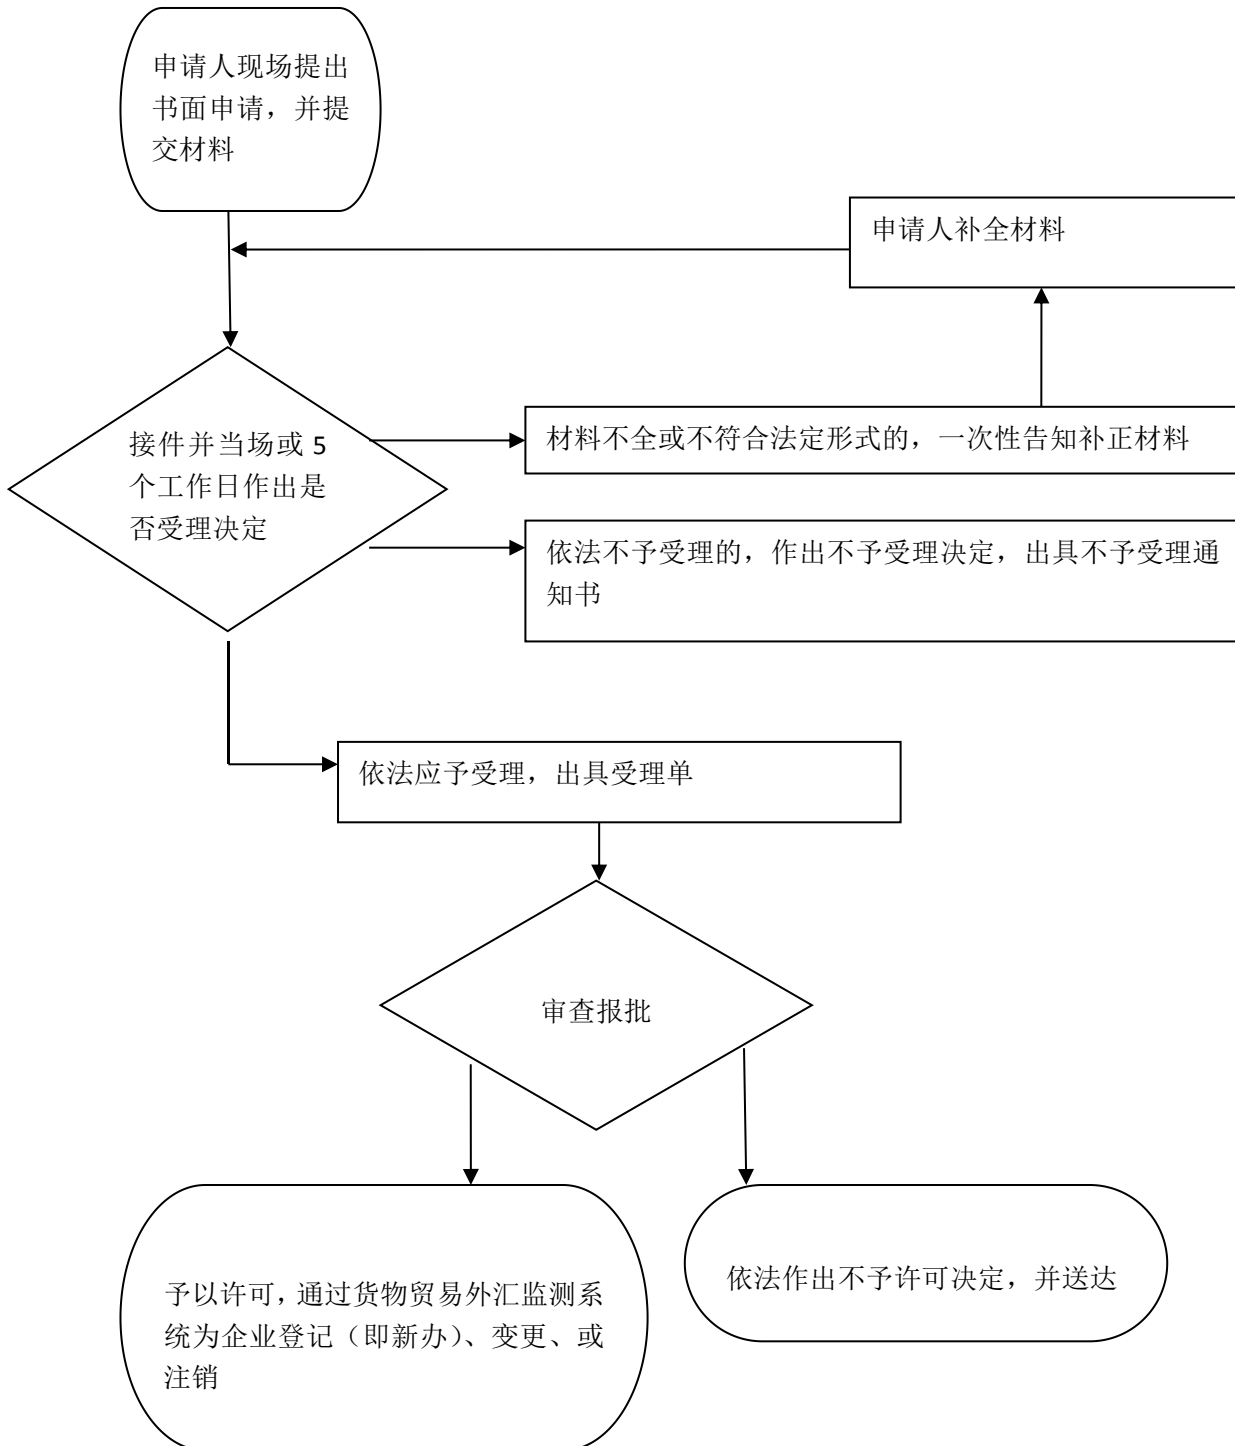 申请人现场提出
书面申请，并提
交材料
申请人补全材料
接件并当场或 5
个工作日作出是
否受理决定
材料不全或不符合法定形式的，一次性告知补正材料
依法不予受理的，作出不予受理决定，出具不予受理通
知书
依法应予受理，出具受理单
审查报批
予以许可，通过货物贸易外汇监测系
统为企业登记（即新办）、变更、或
注销
依法作出不予许可决定，并送达